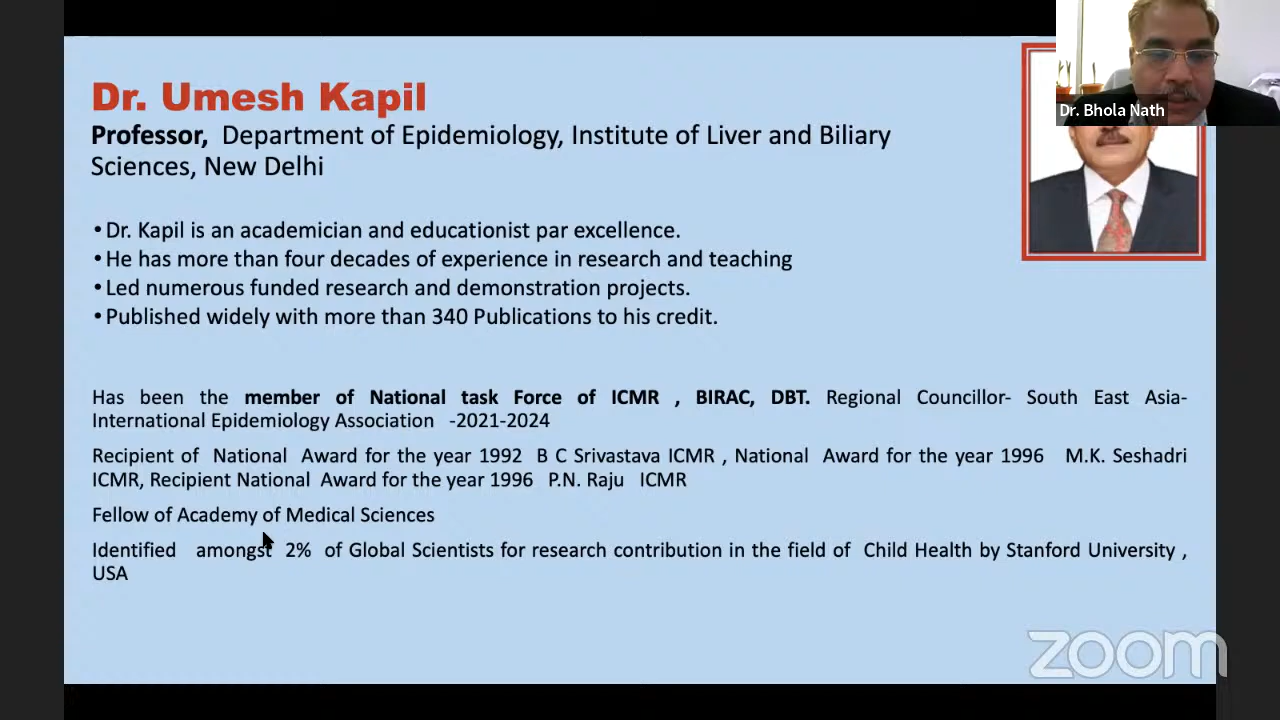 Dr. Umesh Kapil
Professor, Department of Epidemiology, Institute of Liver and Biliary
Sciences, New Delhi
Dr. Bhola Nath
• Dr. Kapil is an academician and educationist par excellence.
• He has more than four decades of experience in research and teaching
• Led numerous funded research and demonstration projects.
• Published widely with more than 340 Publications to his credit.
Has been the member of National task Force of ICMR , BIRAC, DBT. Regional Councillor- South East Asia-
International Epidemiology Association -2021-2024
Recipient of National Award for the year 1992 B C Srivastava ICMR , National Award for the year 1996 M.K. Seshadri
ICMR, Recipient National Award for the year 1996 P.N. Raju ICMR
Fellow of Academy of Medical Sciences
Identified amongst 2% of Global Scientists for research contribution in the field of Child Health by Stanford University ,
USA
zoom